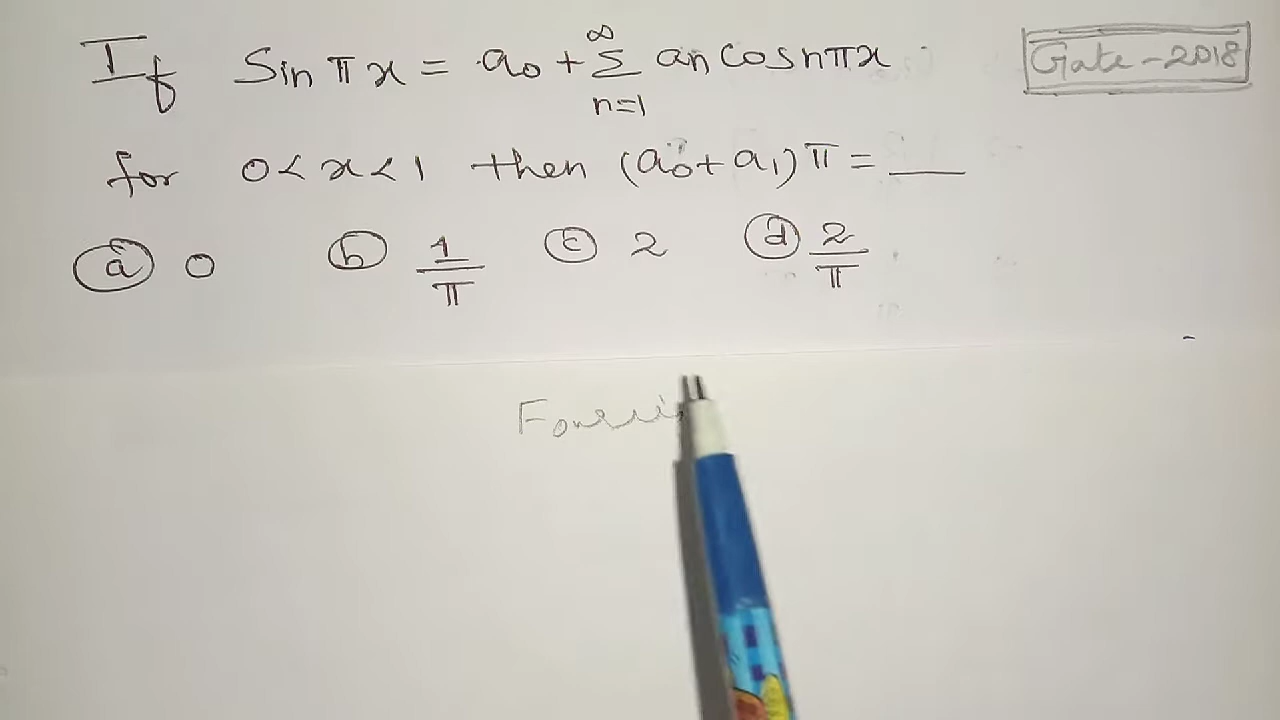 If Sin πx = a₀ + ∞ Σ n=1 aₙ cos nπx
Gate-2018
for 0 < x < 1 then (a₀ + a₁) π = ___
ⓐ 0 ⓑ 1/π ⓒ 2 ⓓ 2/π